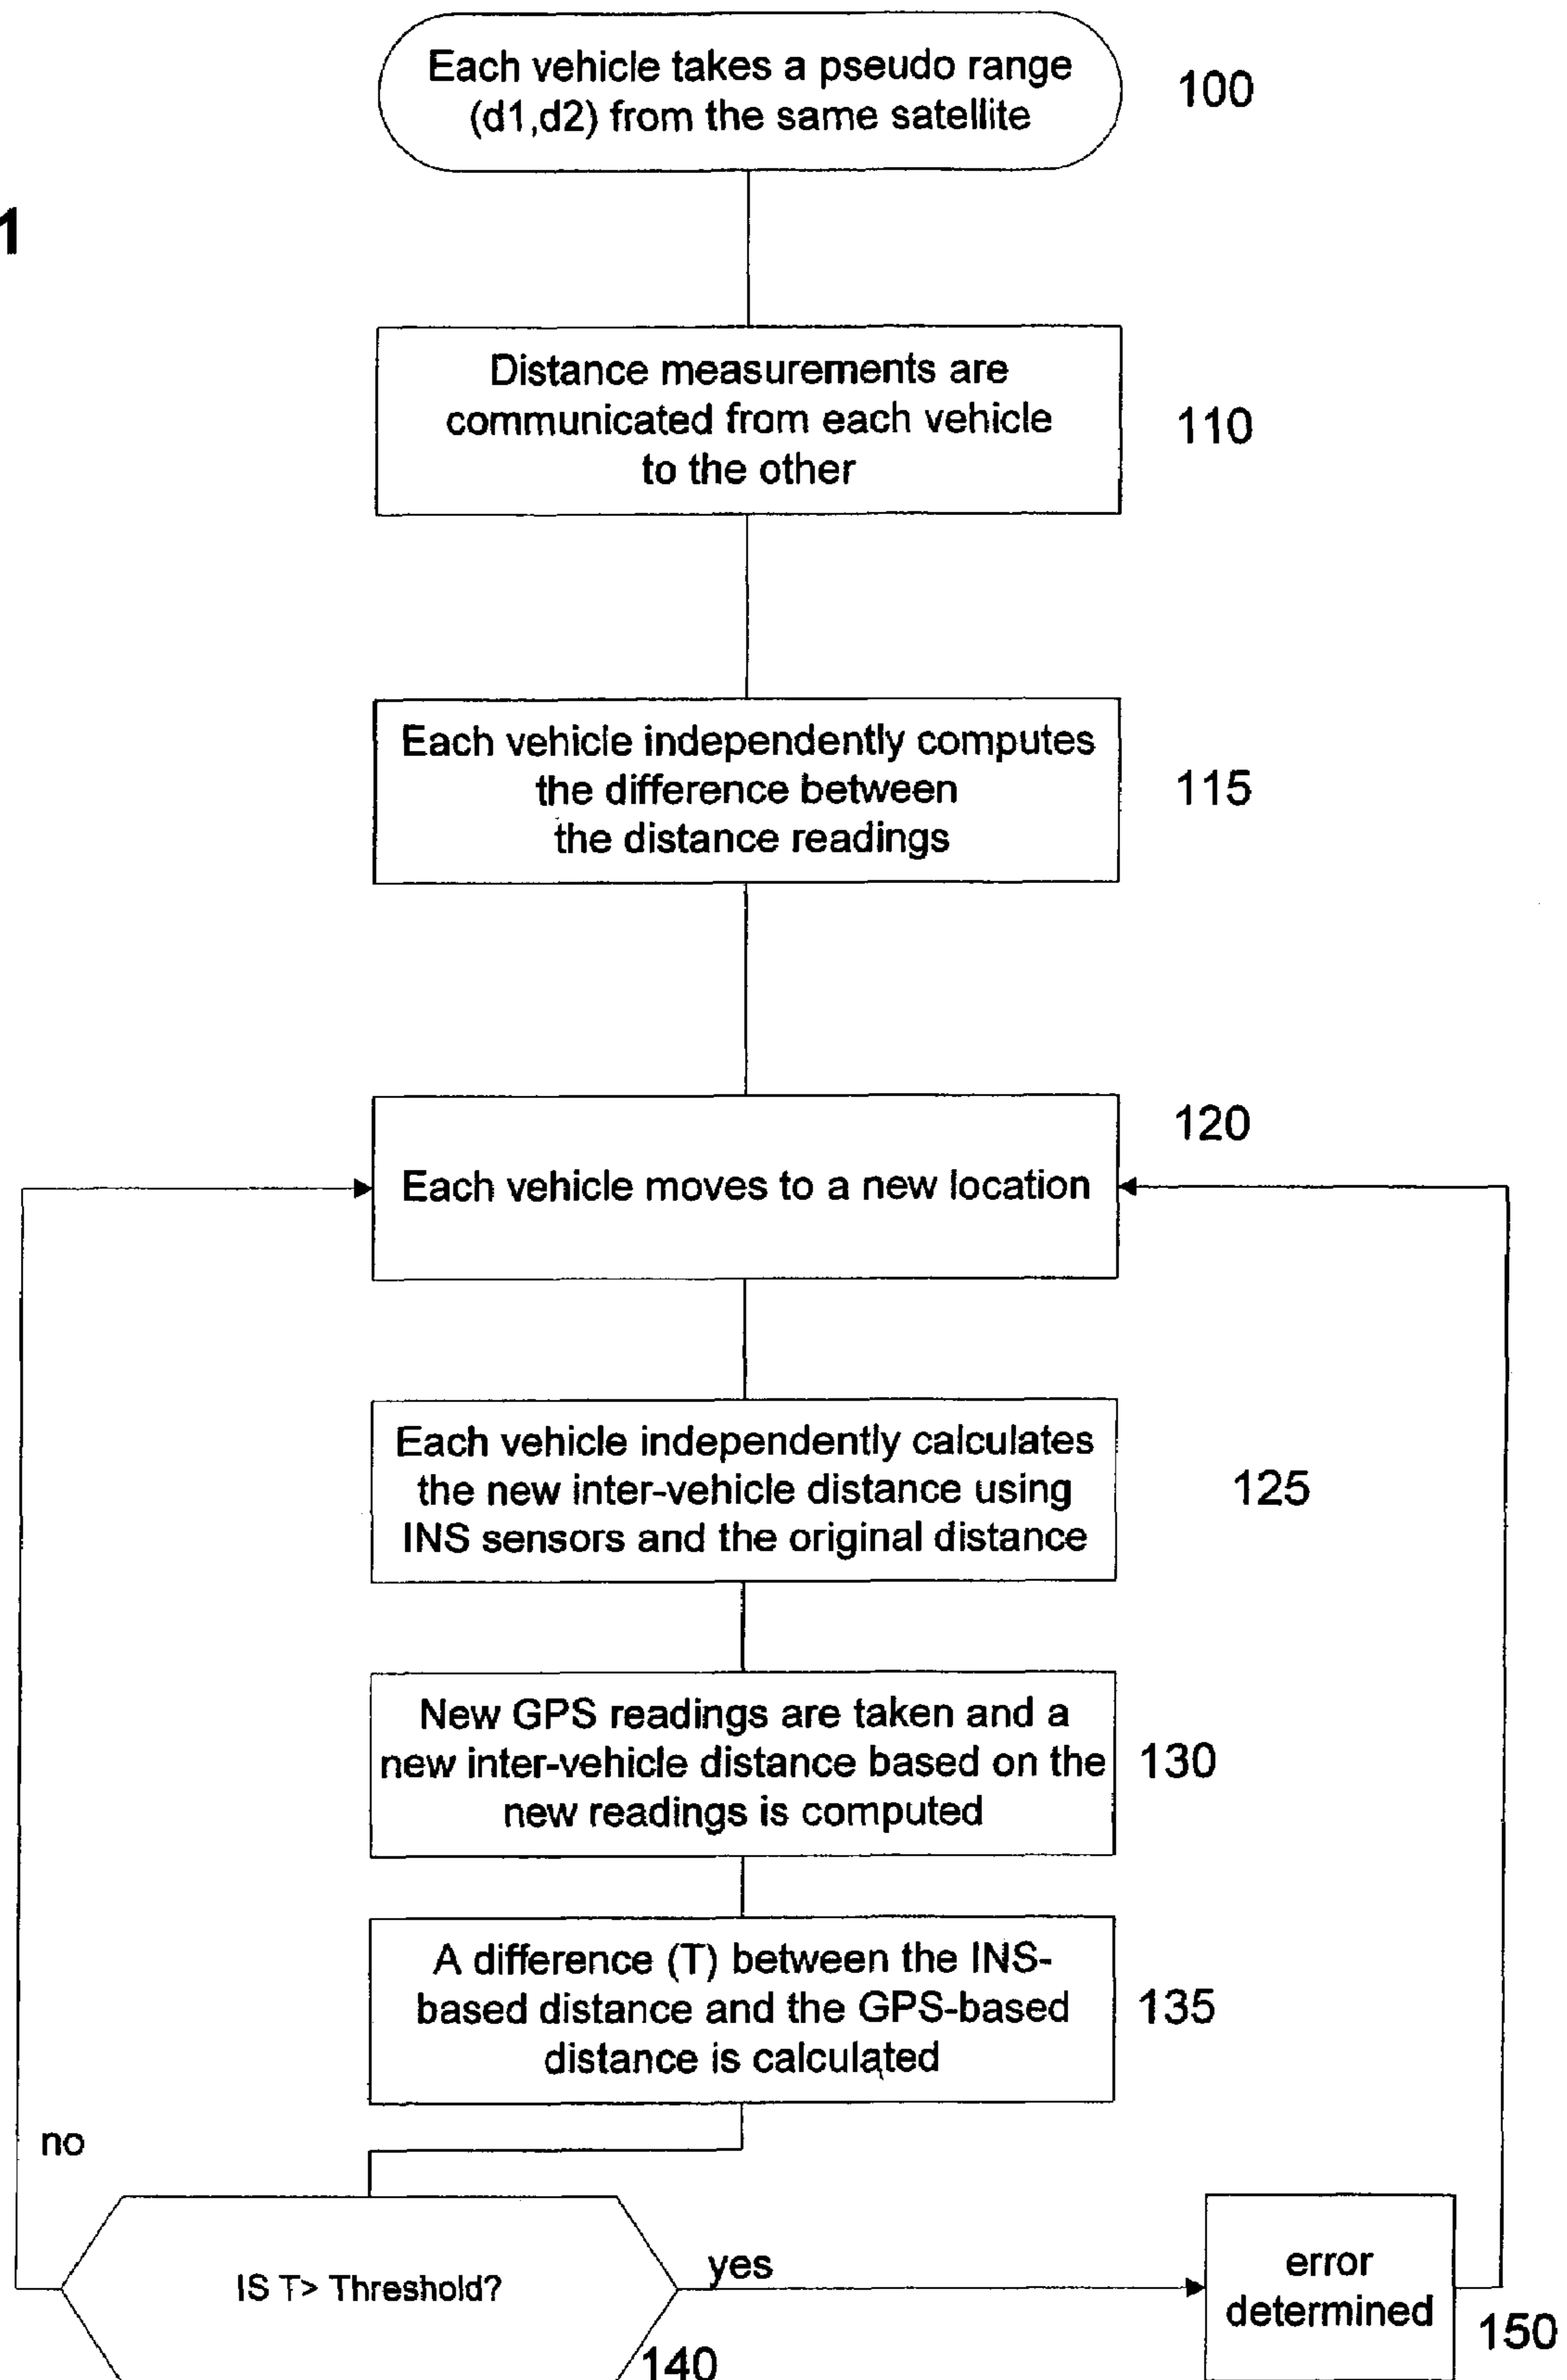 Each vehicle takes a pseudo range
(d1,d2) from the same satellite
100
1
Distance measurements are
communicated from each vehicle
to the other
110
Each vehicle independently computes
the difference between
the distance readings
115
120
Each vehicle moves to a new location
Each vehicle independently calculates
the new inter-vehicle distance using
INS sensors and the original distance
125
New GPS readings are taken and a
new inter-vehicle distance based on the
new readings is computed
130
A difference (T) between the INS-
based distance and the GPS-based
distance is calculated
135
no
IS T> Threshold?
yes
140
error
determined
150